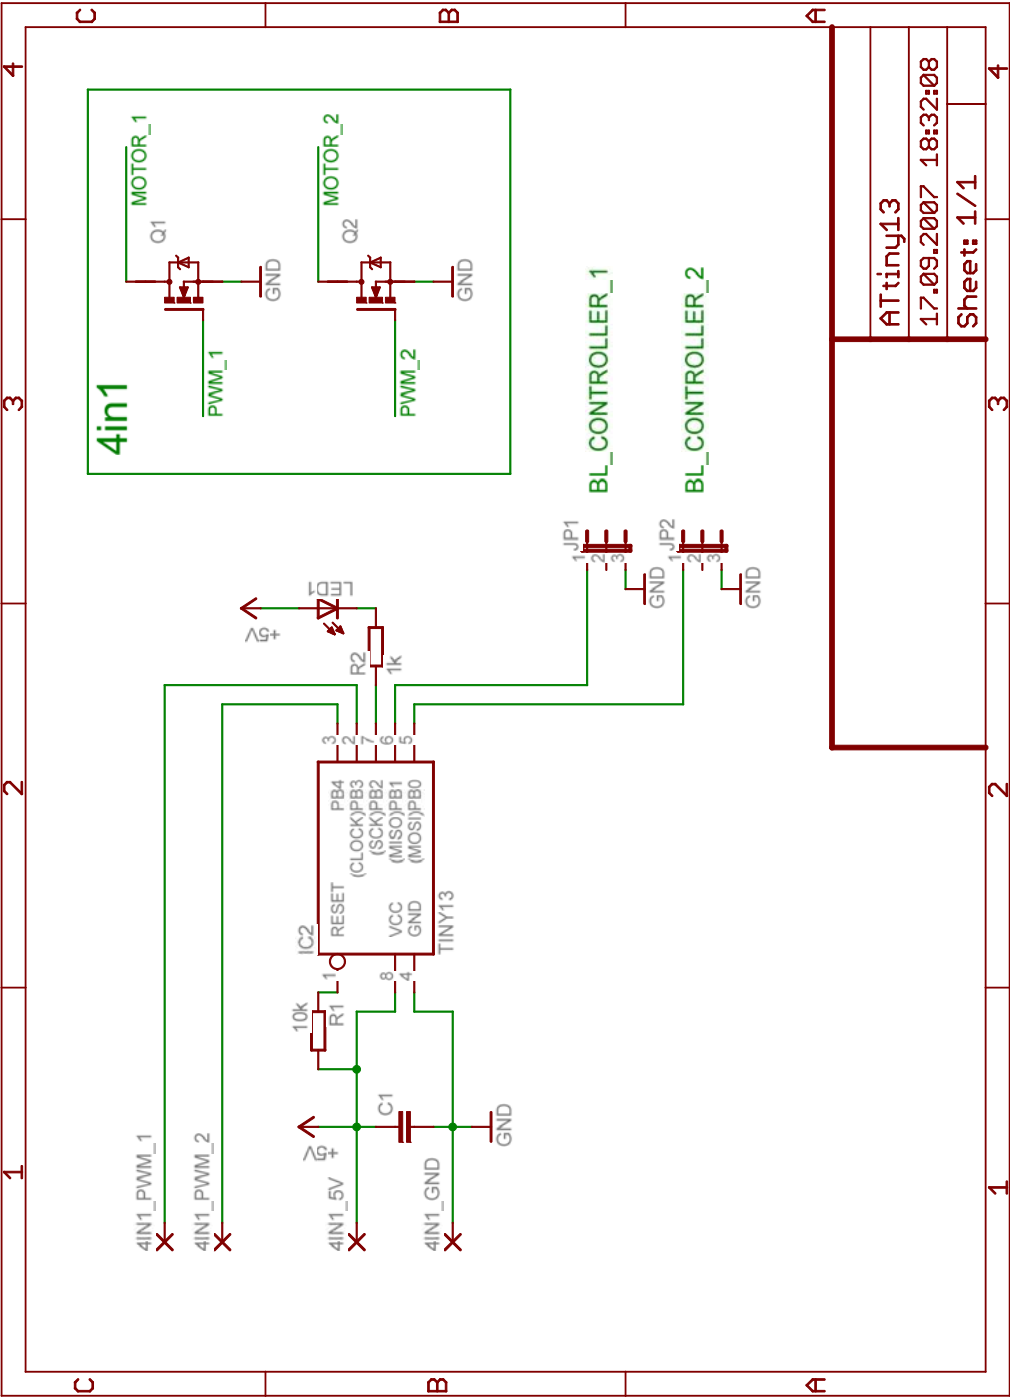 4in1
MOTOR_1
Q1
GND
PWM_1
MOTOR_2
Q2
GND
PWM_2
4IN1_PWM_1
4IN1_PWM_2
+5V
4IN1_5V
4IN1_GND
C1
GND
10k
R1
IC2
1
8
4
RESET
VCC
GND
PB4
(CLOCK)PB3
(SCK)PB2
(MISO)PB1
(MOSI)PB0
TINY13
3
2
7
6
5
+5V
LED1
R2
1k
JP1
1
2
3
GND
BL_CONTROLLER_1
JP2
1
2
3
GND
BL_CONTROLLER_2
ATtiny13
17.09.2007 18:32:08
Sheet: 1/1
1
2
3
4
1
2
3
4
C
B
A
C
B
A